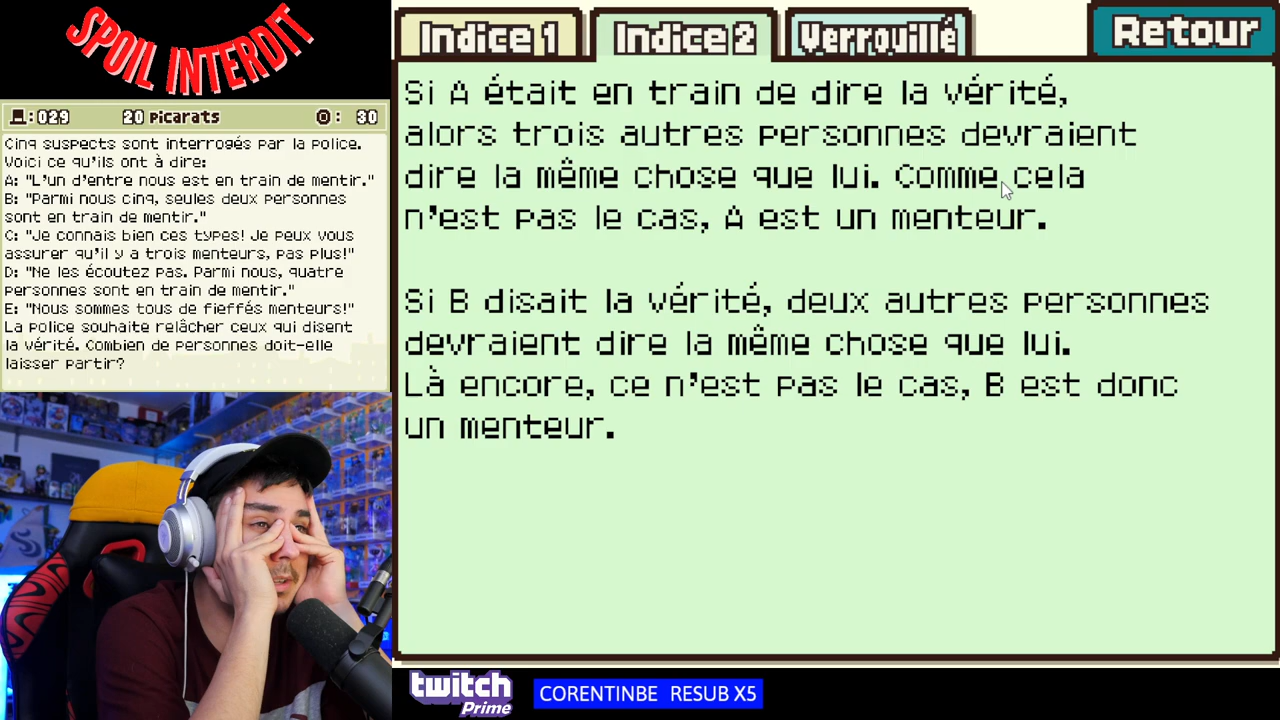 SPOIL INTERDIT
:029 20 PICARATS : 30
Cinq suspects sont interrogés par la police.
Voici ce qu'ils ont à dire:
A: "L'un d'entre nous est en train de mentir."
B: "Parmi nous cinq, seules deux personnes
sont en train de mentir."
C: "Je connais bien ces types! Je peux vous
assurer qu'il y a trois menteurs, pas plus!"
D: "Ne les écoutez pas. Parmi nous, quatre
personnes sont en train de mentir."
E: "Nous sommes tous de fieffés menteurs!"
La police souhaite relâcher ceux qui disent
la vérité. Combien de personnes doit-elle
laisser partir?
Indice 1 Indice 2 Verrouillé Retour
Si A était en train de dire la vérité,
alors trois autres personnes devraient
dire la même chose que lui. Comme cela
n'est pas le cas, A est un menteur.
Si B disait la vérité, deux autres personnes
devraient dire la même chose que lui.
Là encore, ce n'est pas le cas, B est donc
un menteur.
twitch
Prime
CORENTINBE RESUB X5